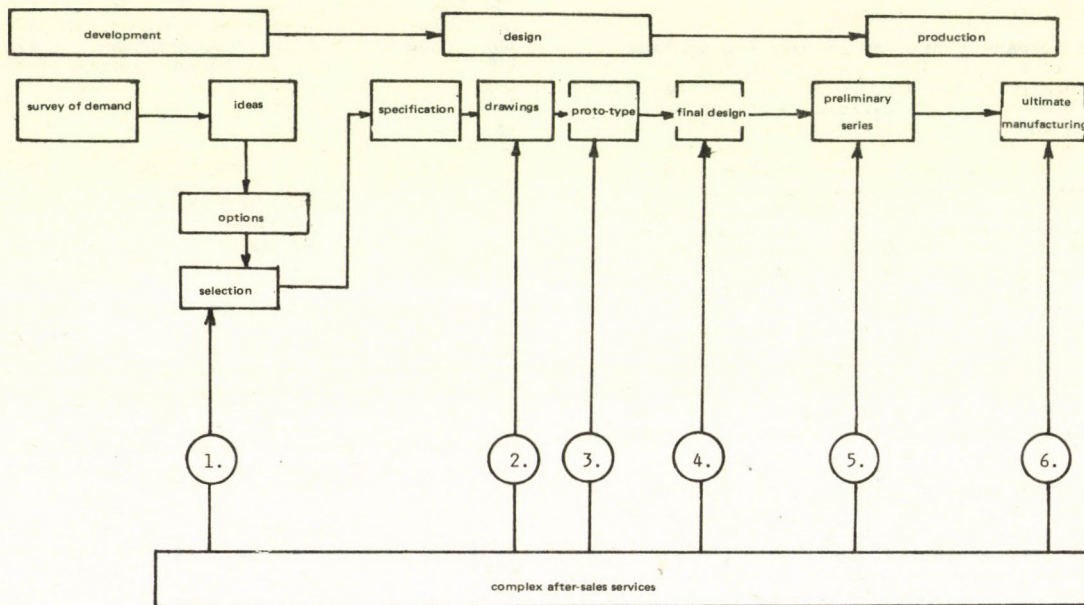 development
design
production
survey of demand
ideas
specification
drawings
proto-type
final design
preliminary
series
ultimate
manufacturing
options
selection
1.
2.
3.
4.
5.
6.
complex after-sales services